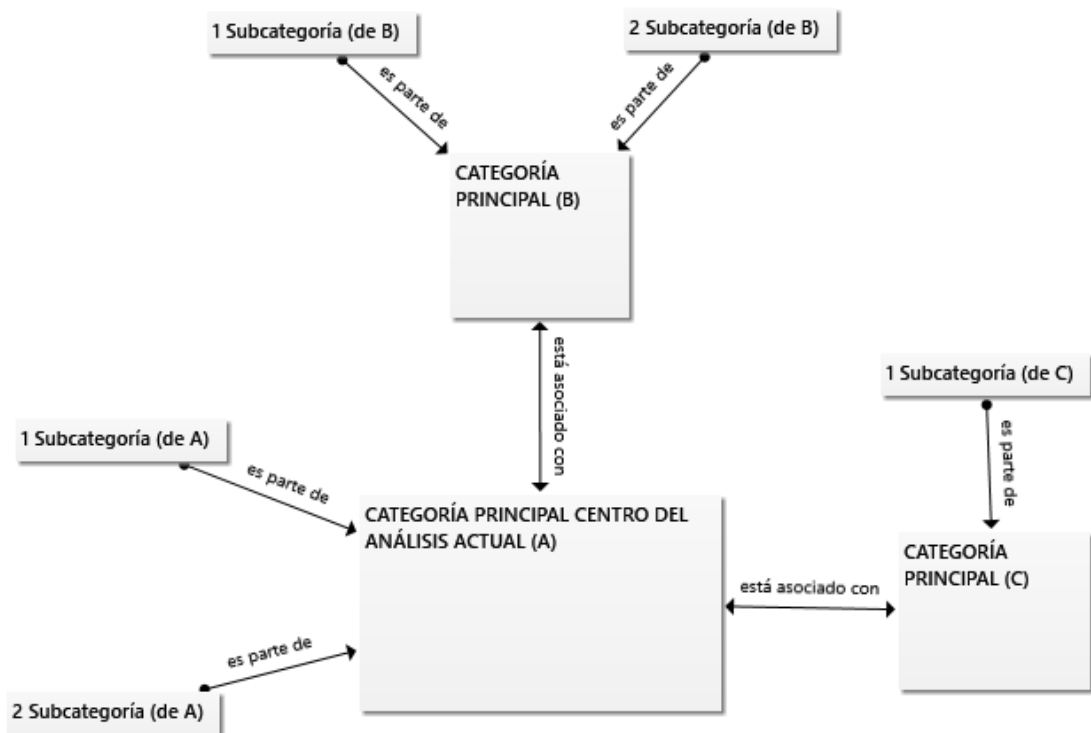 1 Subcategoría (de B)
2 Subcategoría (de B)
es parte de
es parte de
CATEGORÍA
PRINCIPAL (B)
está asociado con
1 Subcategoría (de C)
es parte de
1 Subcategoría (de A)
es parte de
CATEGORÍA PRINCIPAL CENTRO DEL
ANÁLISIS ACTUAL (A)
CATEGORÍA
PRINCIPAL (C)
está asociado con
es parte de
2 Subcategoría (de A)